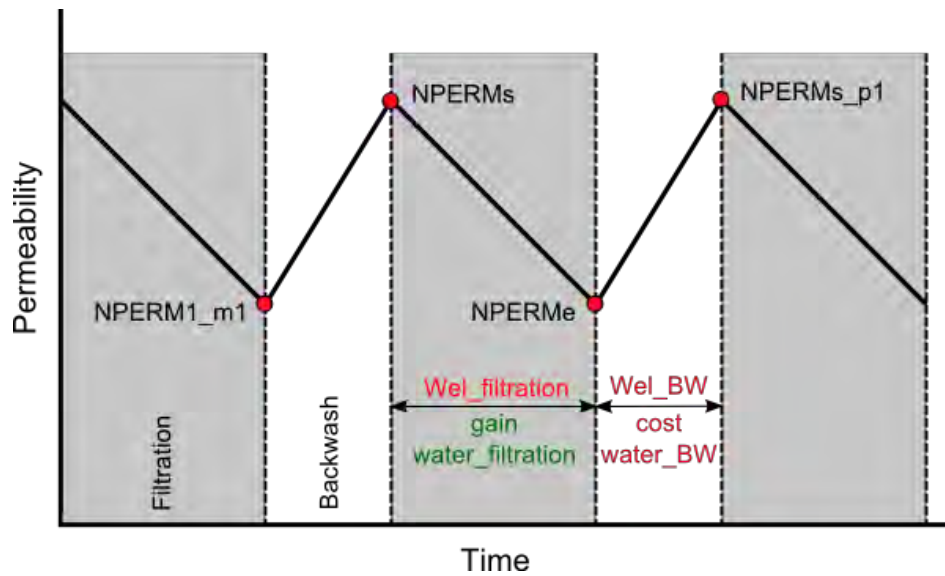 NPERMs
NPERMs_p1
Permeability
NPERM1_m1
NPERMe
Wel_filtration
Wel_BW
gain
cost
water_filtration
water_BW
Filtration
Backwash
Time